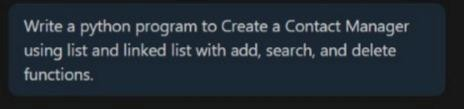 Write a python program to Create a Contact Manager
using list and linked list with add, search, and delete
functions.